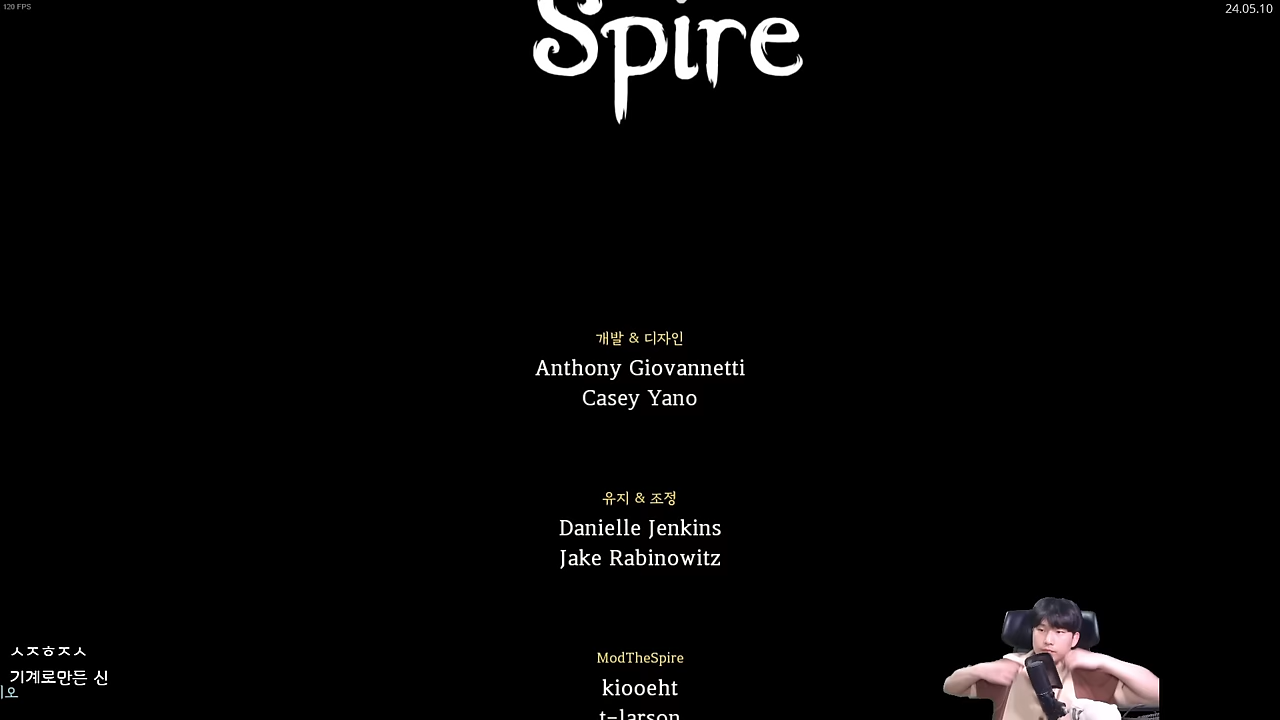 120 FPS
24.05.10
Spire
개발 & 디자인
Anthony Giovannetti
Casey Yano
유지 & 조정
Danielle Jenkins
Jake Rabinowitz
ModTheSpire
kiooeht
t-larson
ㅅㅈㅎㅈㅅ
기계로만든 신